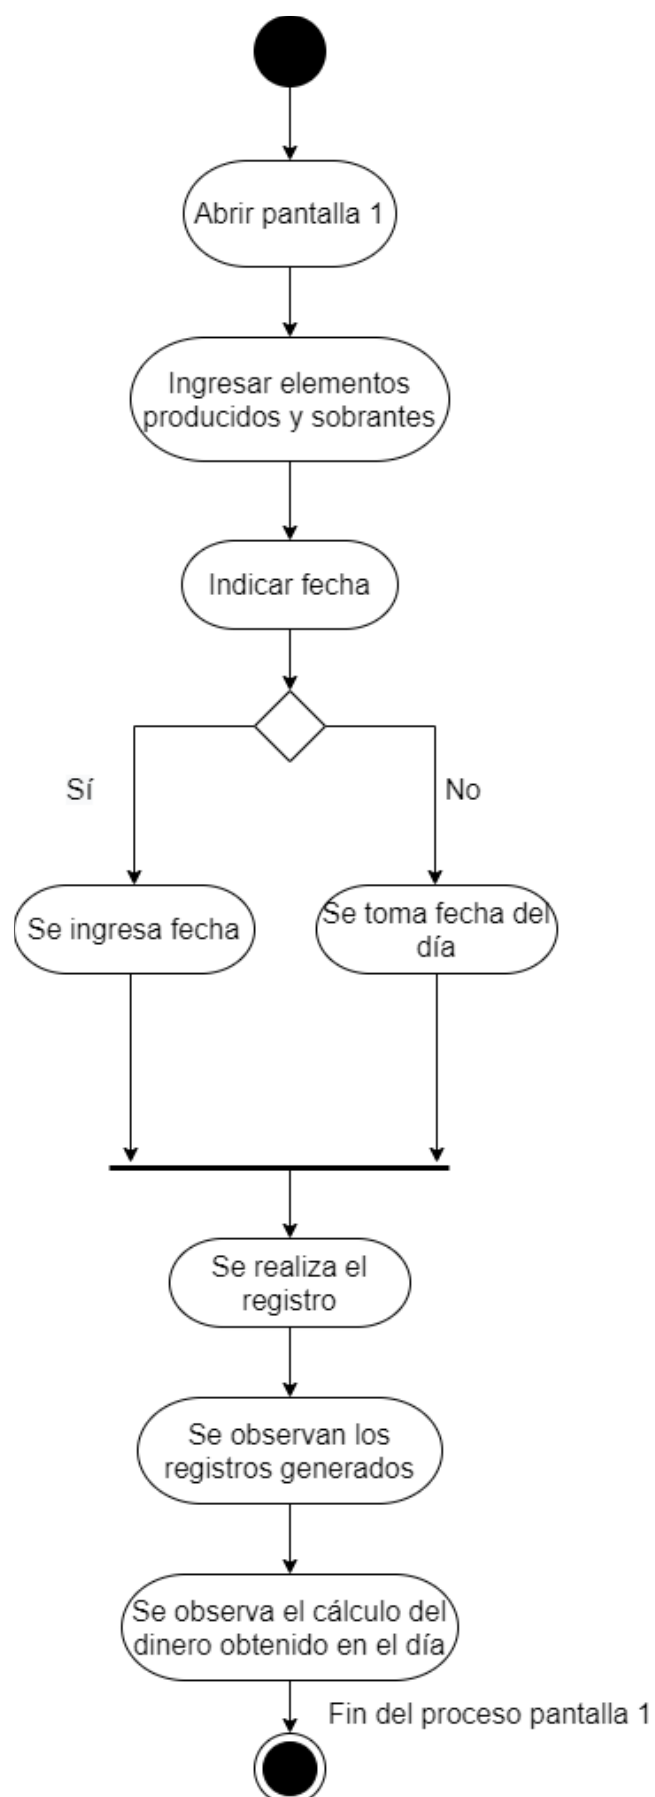 Abrir pantalla 1
Ingresar elementos
producidos y sobrantes
Indicar fecha
Sí
No
Se ingresa fecha
Se toma fecha del
día
Se realiza el
registro
Se observan los
registros generados
Se observa el cálculo del
dinero obtenido en el día
Fin del proceso pantalla 1